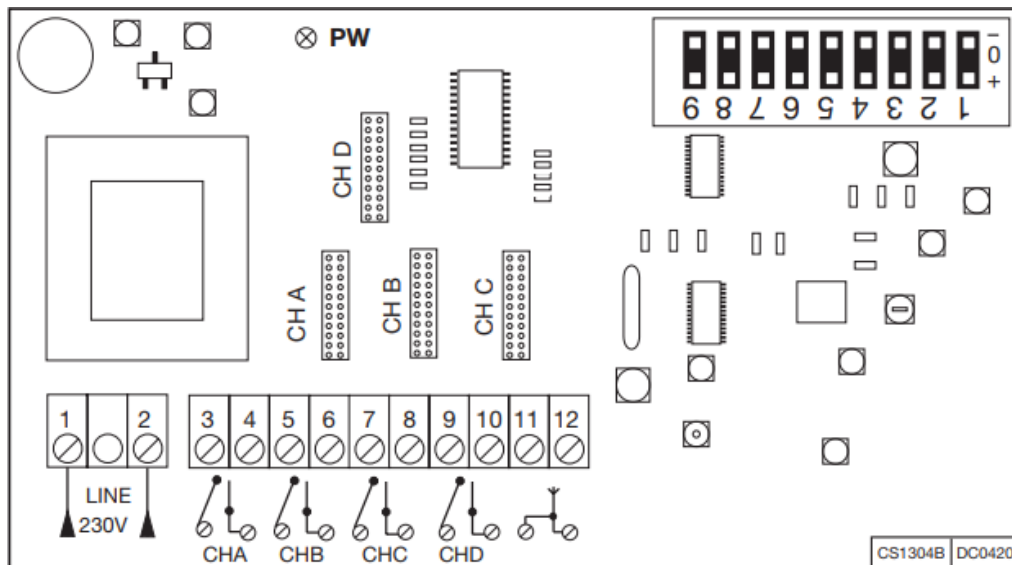 PW
- 0 +
9 8 7 6 5 4 3 2 1
CH D
CH A
CH B
CH C
1 2 3 4 5 6 7 8 9 10 11 12
LINE
230V
CHA CHB CHC CHD
CS1304B DC0420